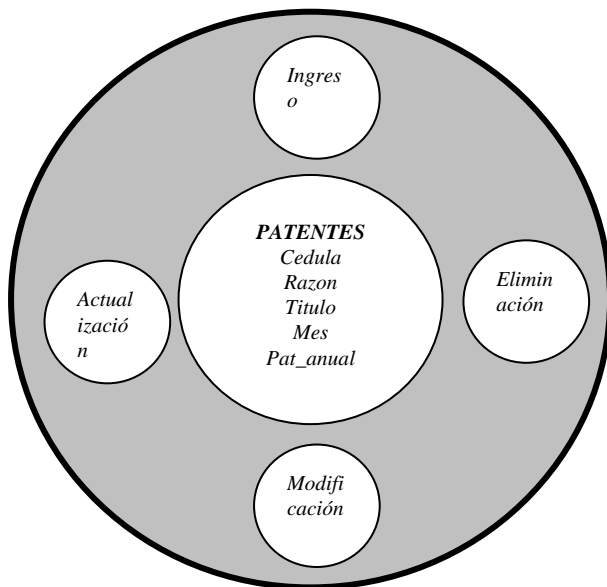 Ingres
o
PATENTES
Cedula
Razon
Titulo
Mes
Pat_anual
Actual
izació
n
Elimin
ación
Modifi
cación